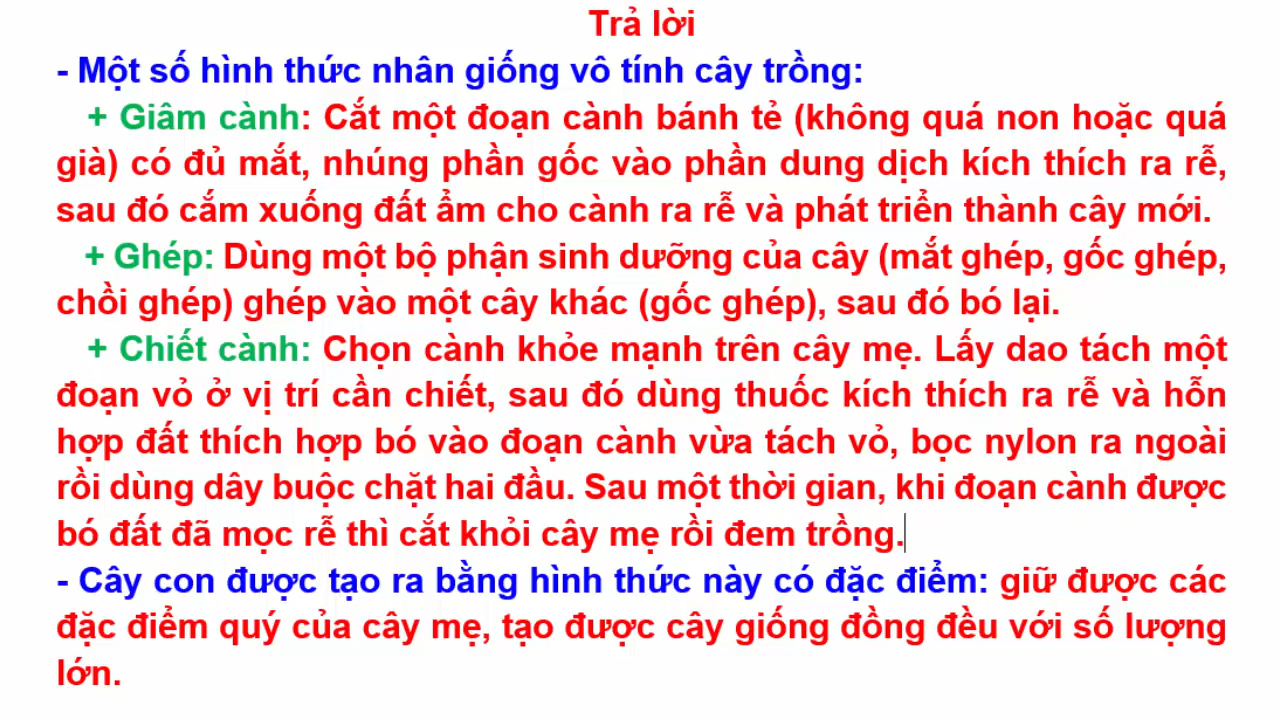 Trả lời
- Một số hình thức nhân giống vô tính cây trồng:
+ Giâm cành: Cắt một đoạn cành bánh tẻ (không quá non hoặc quá
già) có đủ mắt, nhúng phần gốc vào phần dung dịch kích thích ra rễ,
sau đó cắm xuống đất ẩm cho cành ra rễ và phát triển thành cây mới.
+ Ghép: Dùng một bộ phận sinh dưỡng của cây (mắt ghép, gốc ghép,
chồi ghép) ghép vào một cây khác (gốc ghép), sau đó bó lại.
+ Chiết cành: Chọn cành khỏe mạnh trên cây mẹ. Lấy dao tách một
đoạn vỏ ở vị trí cần chiết, sau đó dùng thuốc kích thích ra rễ và hỗn
hợp đất thích hợp bó vào đoạn cành vừa tách vỏ, bọc nylon ra ngoài
rồi dùng dây buộc chặt hai đầu. Sau một thời gian, khi đoạn cành được
bó đất đã mọc rễ thì cắt khỏi cây mẹ rồi đem trồng.
- Cây con được tạo ra bằng hình thức này có đặc điểm: giữ được các
đặc điểm quý của cây mẹ, tạo được cây giống đồng đều với số lượng
lớn.